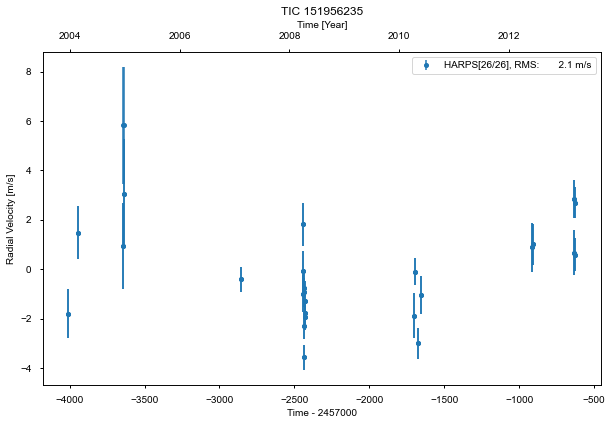 TIC 151956235
Time [Year]
2004 2006 2008 2010 2012
HARPS[26/26], RMS: 2.1 m/s
Radial Velocity [m/s]
8
6
4
2
0
−2
−4
−4000 −3500 −3000 −2500 −2000 −1500 −1000 −500
Time - 2457000